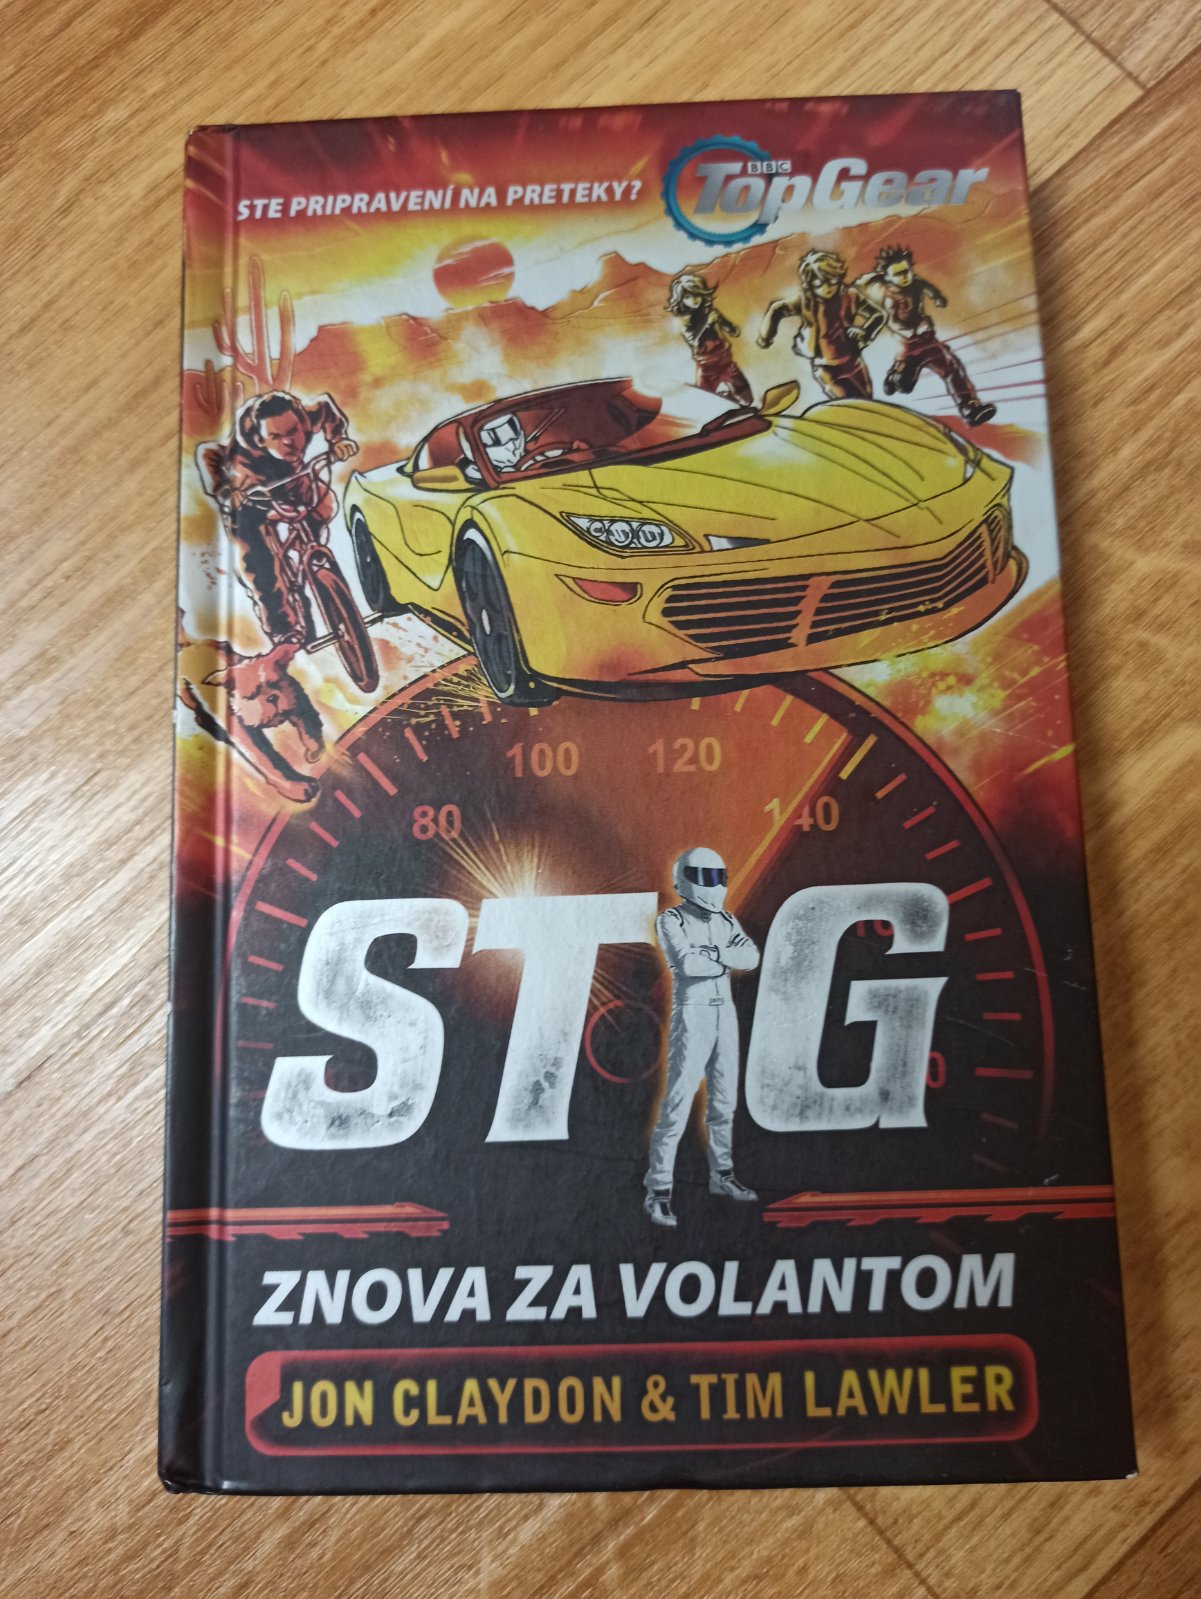 STE PRIPRAVENÍ NA PRETEKY?
BBC
TopGear
100 120
80 140
STIG
ZNOVA ZA VOLANTOM
JON CLAYDON & TIM LAWLER